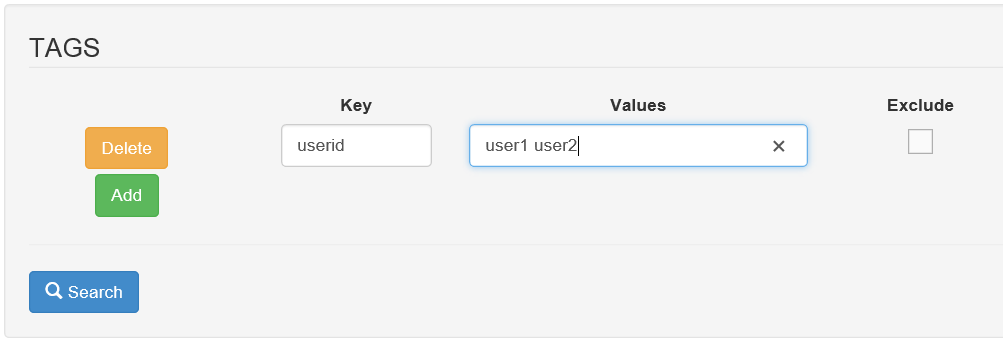 TAGS
Key Values Exclude
Delete userid user1 user2
Add
Search